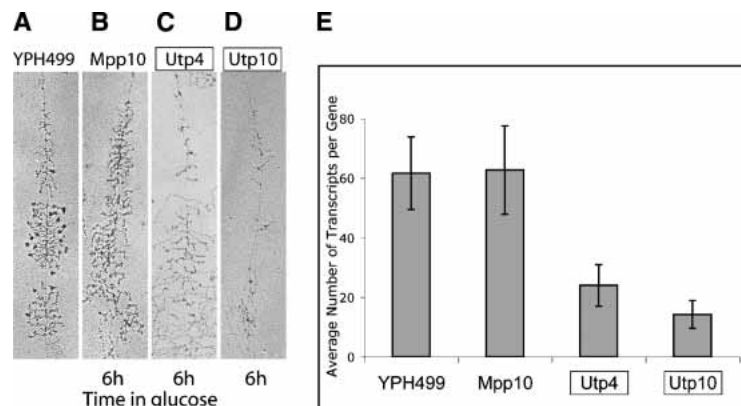 A B C D E
YPH499 Mpp10 Utp4 Utp10
6h 6h 6h
Time in glucose
Average Number of Transcripts per Gene
80
60
40
20
0
YPH499 Mpp10 Utp4 Utp10